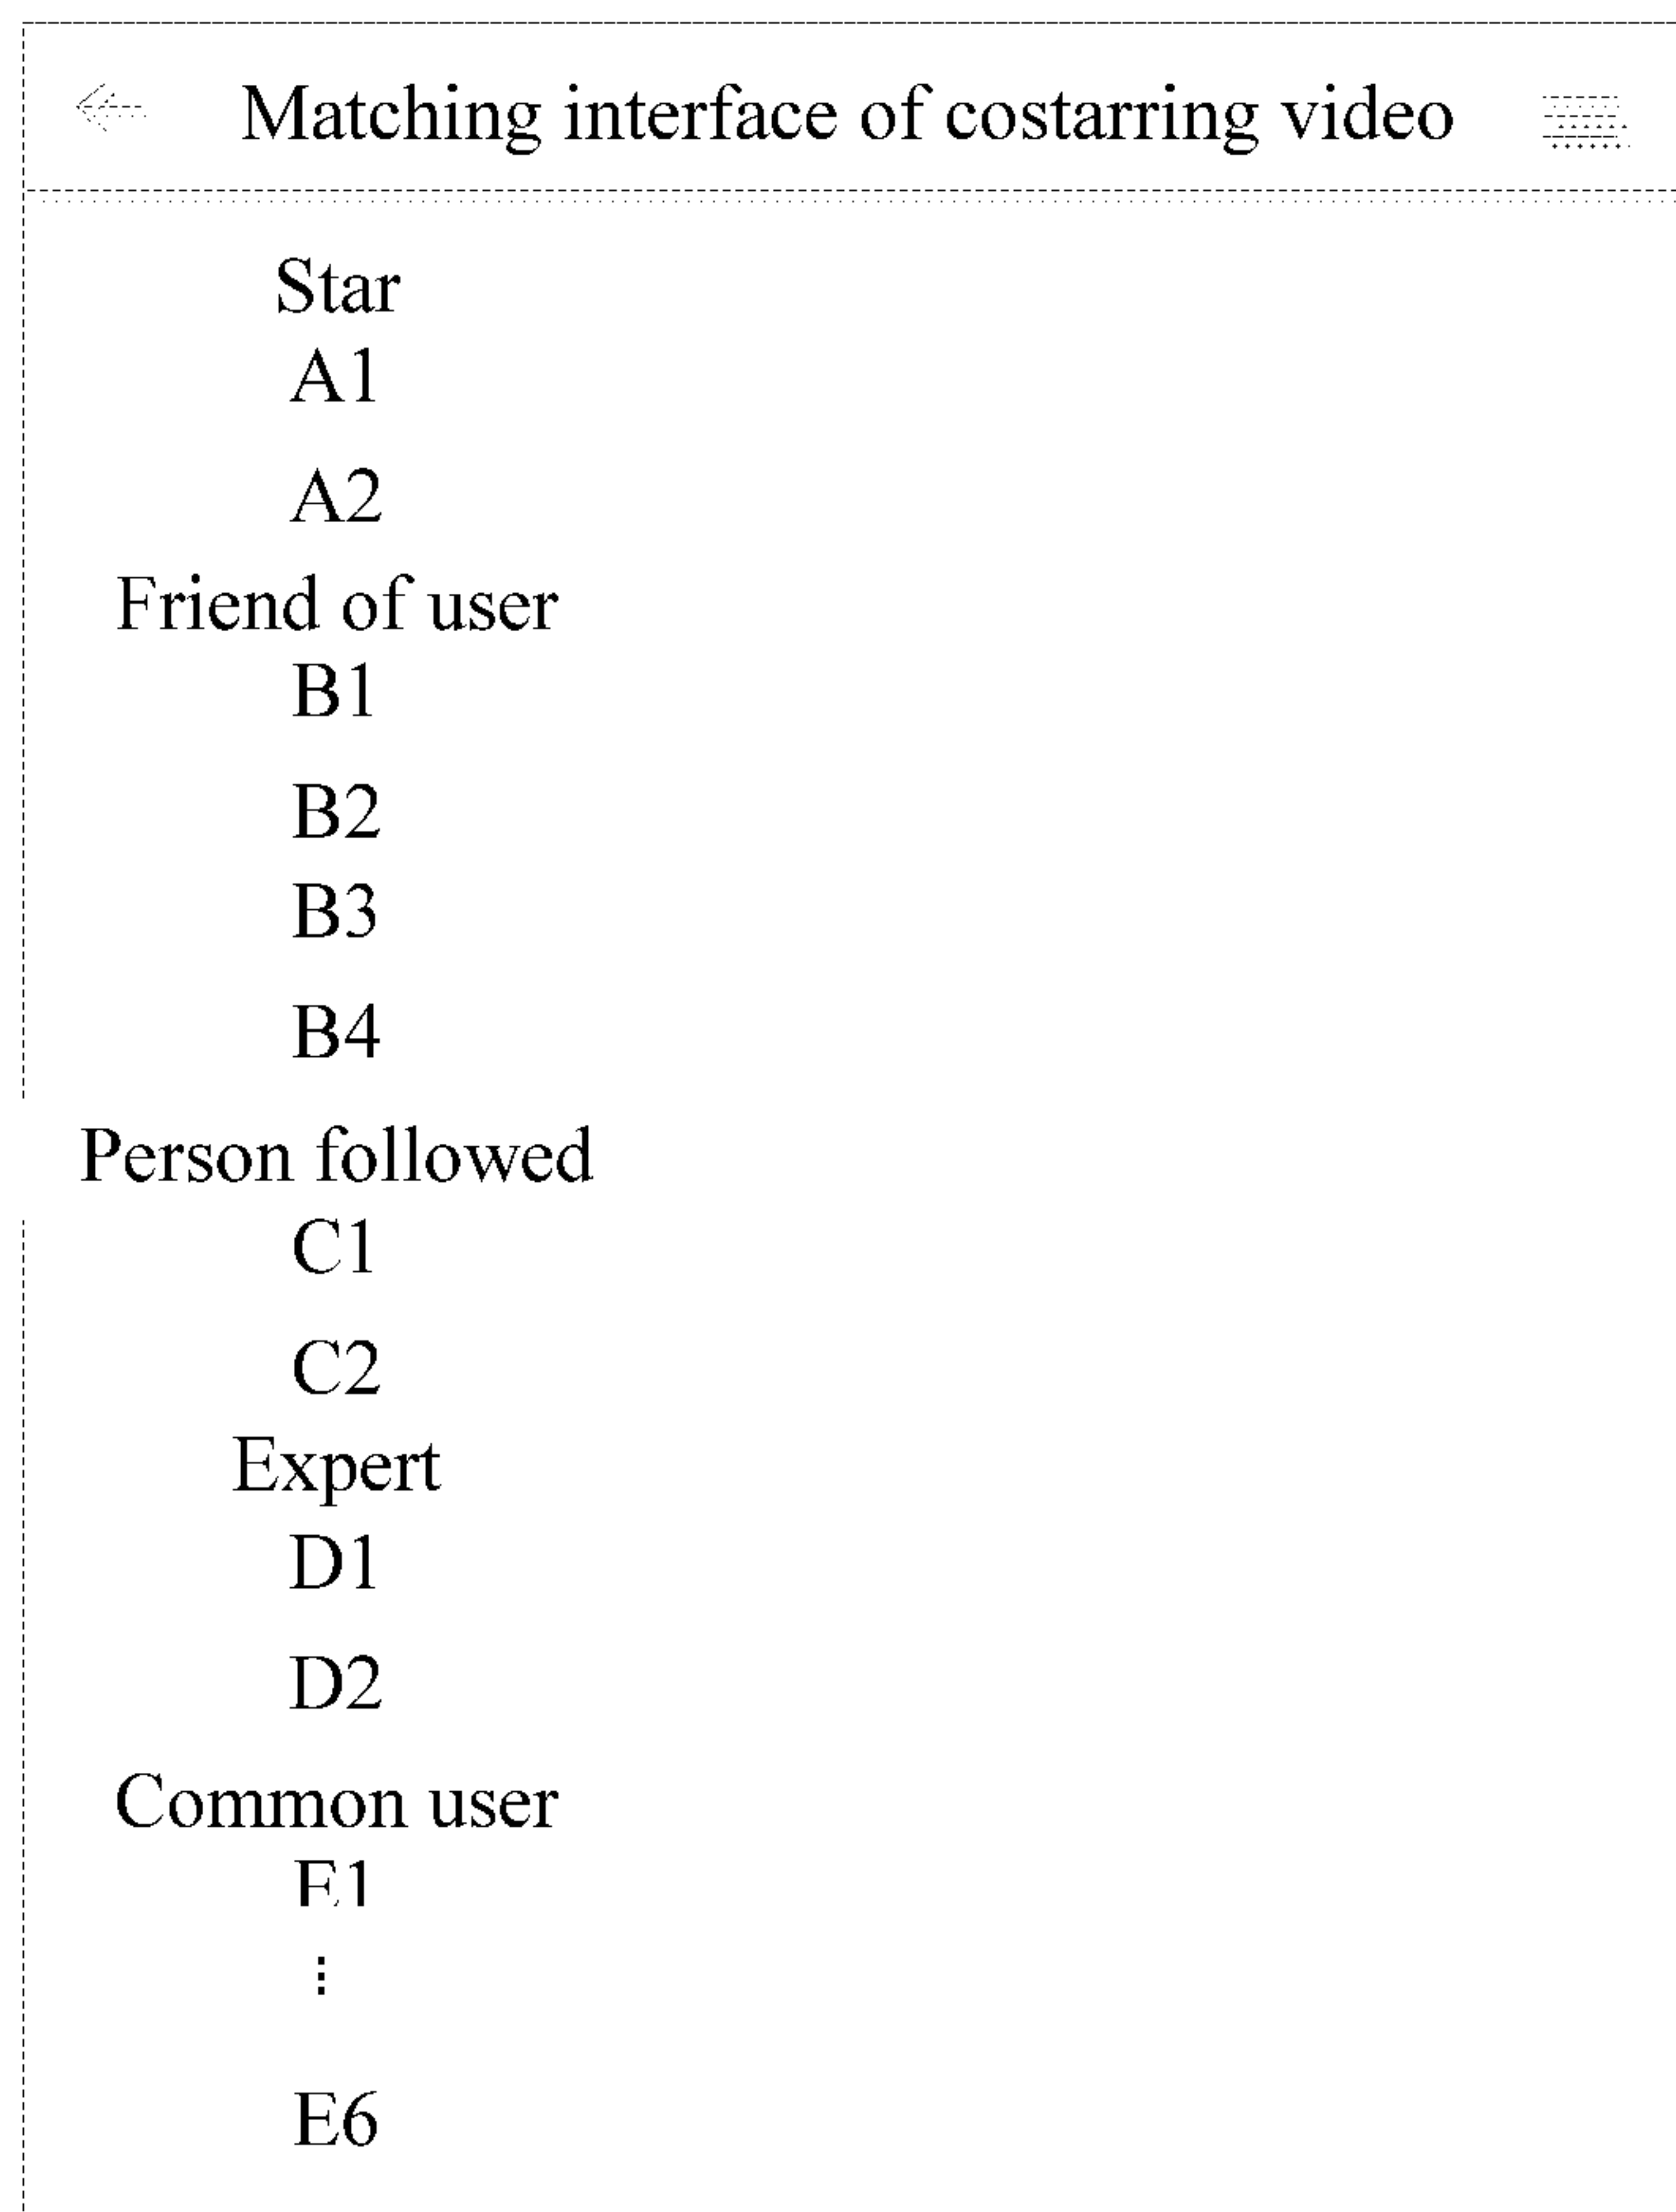 Matching interface of costarring video
Star
A1
A2
Friend of user
B1
B2
B3
B4
Person followed
C1
C2
Expert
D1
D2
Common user
E1
⋮
E6